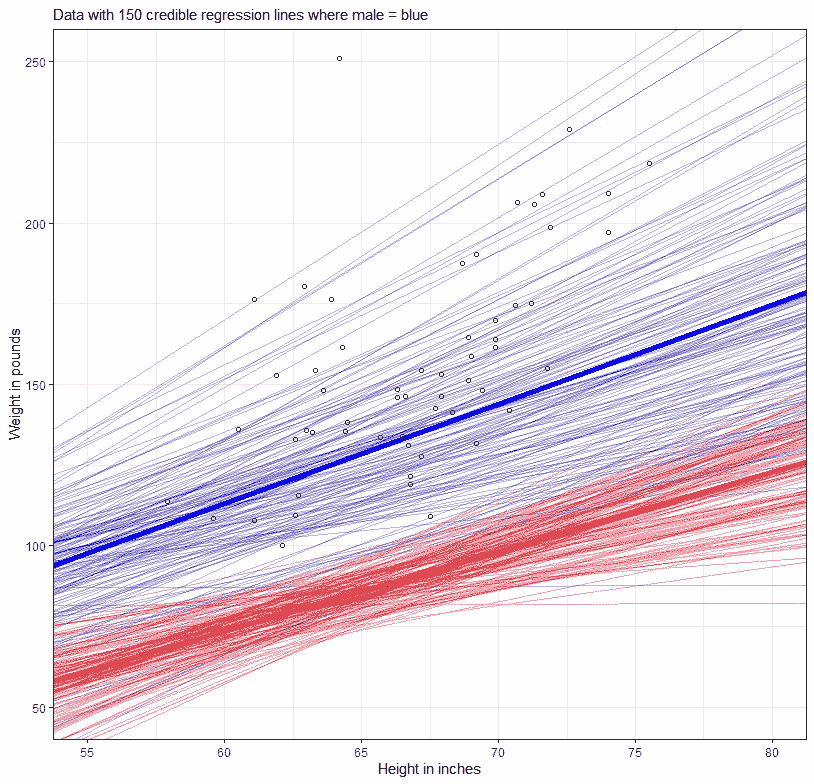 Data with 150 credible regression lines where male = blue
250
200
150
100
50
Weight in pounds
55 60 65 70 75 80
Height in inches